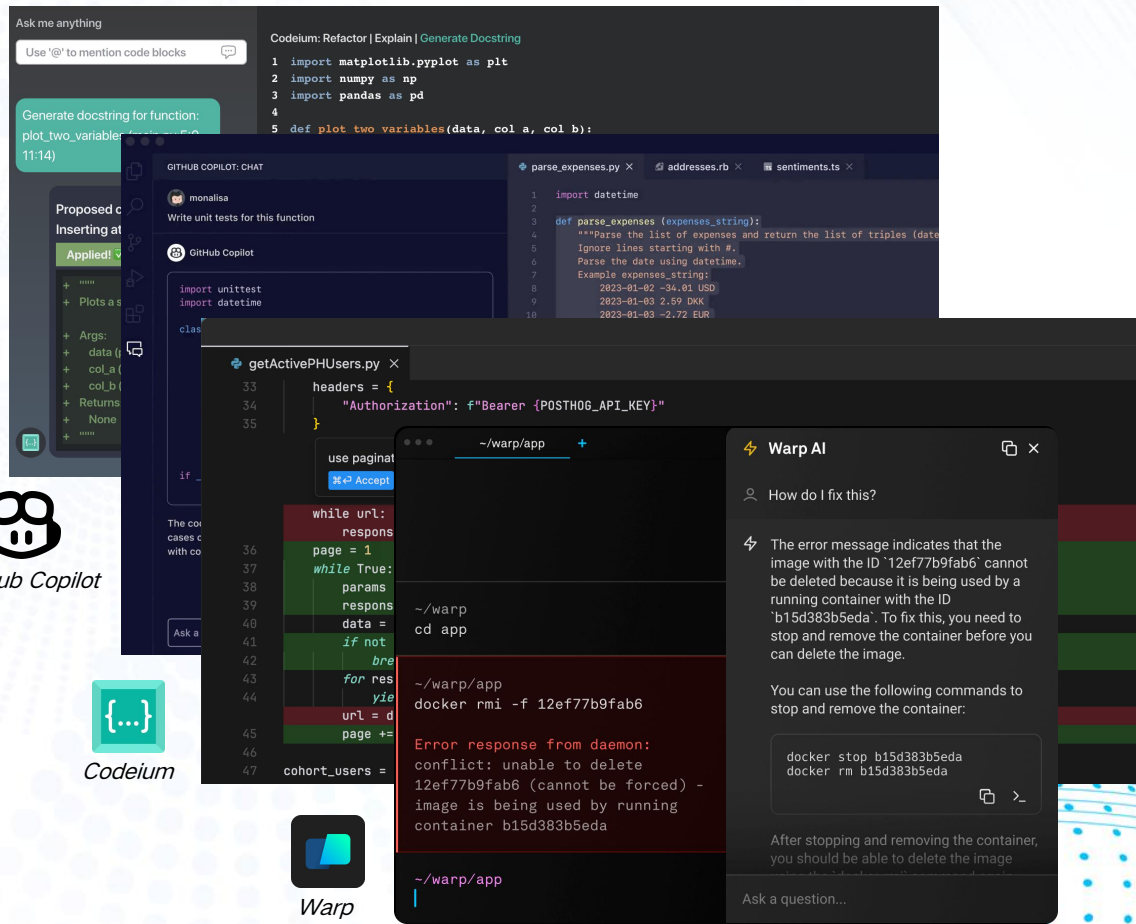 Ask me anything
Use '@' to mention code blocks
Generate docstring for function:
plot_two_variables (main.py 5:0
11:14)
Proposed
Inserting at
Applied!
+ """
+ Plots a s
+ Args:
+ data (p
+ col_a (
+ col_b (
+ Returns
+ None
+ """
{...}
Codeium: Refactor | Explain | Generate Docstring
1 import matplotlib.pyplot as plt
2 import numpy as np
3 import pandas as pd
4
5 def plot_two_variables(data, col_a, col_b):
GITHUB COPILOT: CHAT
monalisa
Write unit tests for this function
GitHub Copilot
import unittest
import datetime
clas
if _
The co
cases
with co
Ask a
parse_expenses.py ×
addresses.rb ×
sentiments.ts ×
1 import datetime
2
3 def parse_expenses (expenses_string):
4 """Parse the list of expenses and return the list of triples (date
5 Ignore lines starting with #.
6 Parse the date using datetime.
7 Example expenses_string:
8 2023-01-02 -34.01 USD
9 2023-01-03 2.59 DKK
10 2023-01-03 -2.72 EUR
getActivePHUsers.py ×
33 headers = {
34 "Authorization": f"Bearer {POSTHOG_API_KEY}"
35 }
use paginat
⌘⏎ Accept
while url:
respons
36 page = 1
37 while True:
38 params
39 respons
40 data =
41 if not
42 bre
43 for res
44 yie
url = d
45 page +=
46
47 cohort_users =
~/warp/app +
~/warp
cd app
~/warp/app
docker rmi -f 12ef77b9fab6
Error response from daemon:
conflict: unable to delete
12ef77b9fab6 (cannot be forced) -
image is being used by running
container b15d383b5eda
~/warp/app
Warp AI
How do I fix this?
The error message indicates that the
image with the ID `12ef77b9fab6` cannot
be deleted because it is being used by a
running container with the ID
`b15d383b5eda`. To fix this, you need to
stop and remove the container before you
can delete the image.
You can use the following commands to
stop and remove the container:
docker stop b15d383b5eda
docker rm b15d383b5eda
After stopping and removing the container,
you should be able to delete the image
Ask a question...
ub Copilot
{...}
Codeium
Warp